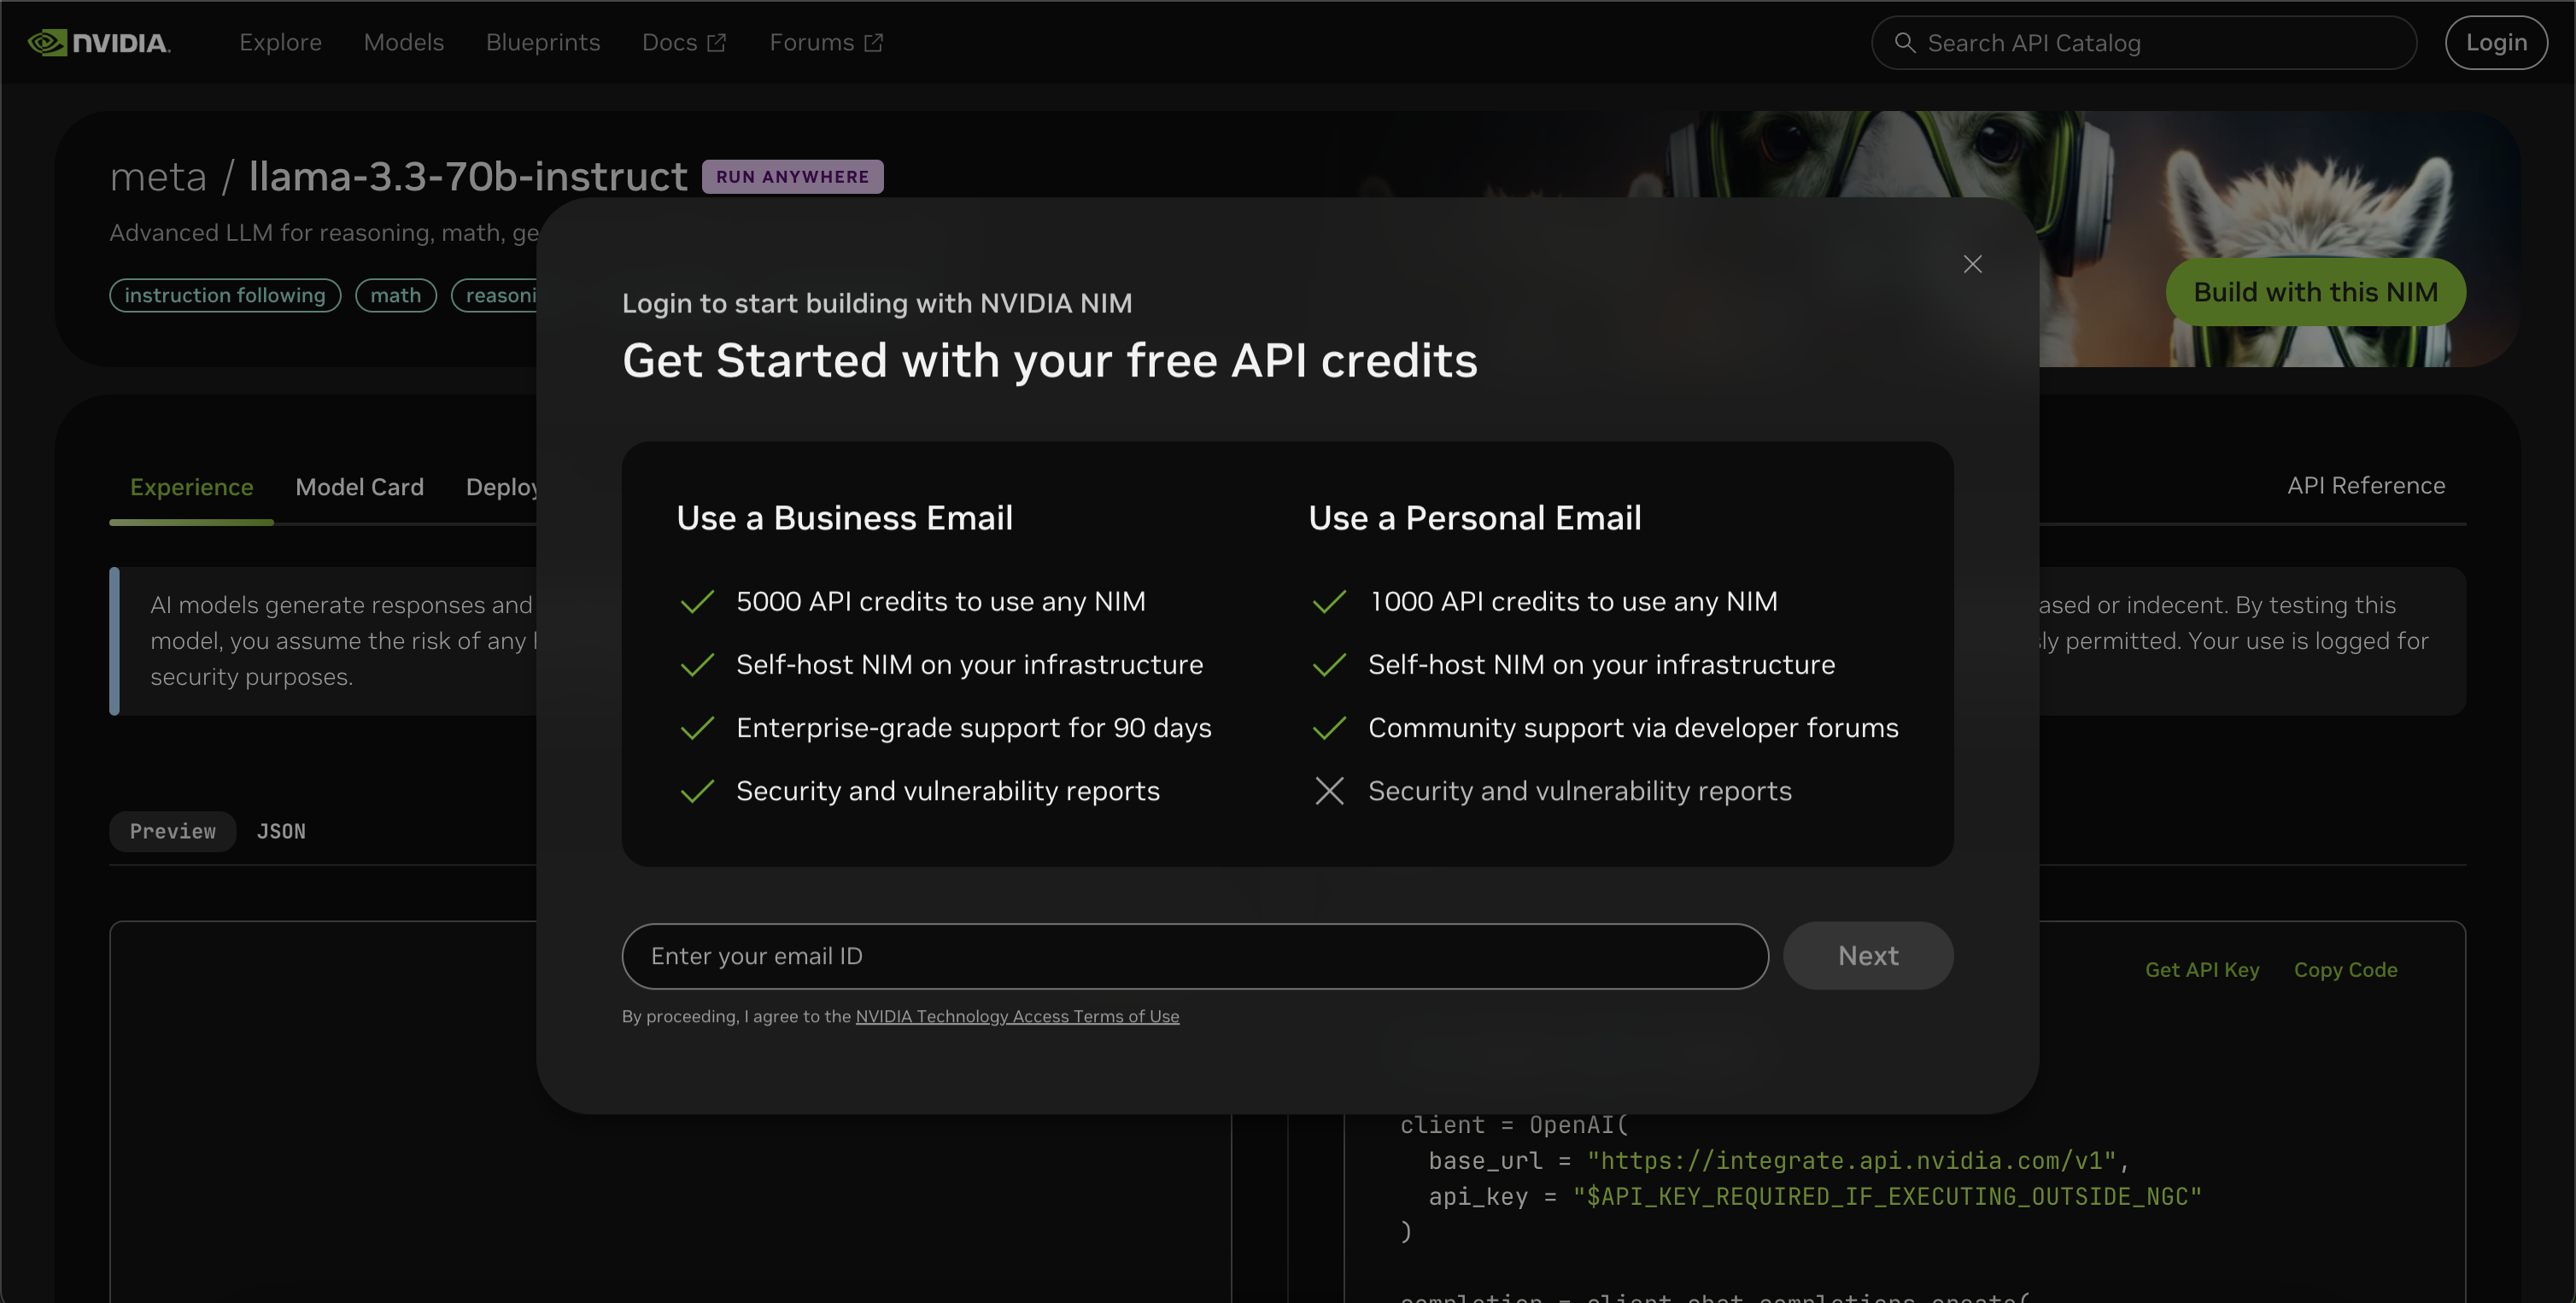 NVIDIA.
Explore
Models
Blueprints
Docs
Forums
Search API Catalog
Login
meta / llama-3.3-70b-instruct
RUN ANYWHERE
Advanced LLM for reasoning, math, ge
instruction following
math
reasoni
Build with this NIM
Login to start building with NVIDIA NIM
Get Started with your free API credits
Use a Business Email
5000 API credits to use any NIM
Self-host NIM on your infrastructure
Enterprise-grade support for 90 days
Security and vulnerability reports
Use a Personal Email
1000 API credits to use any NIM
Self-host NIM on your infrastructure
Community support via developer forums
Security and vulnerability reports
Enter your email ID
Next
By proceeding, I agree to the NVIDIA Technology Access Terms of Use
Experience
Model Card
Deploy
API Reference
AI models generate responses and
model, you assume the risk of any
security purposes.
ased or indecent. By testing this
sly permitted. Your use is logged for
Preview
JSON
Get API Key
Copy Code
client = OpenAI(
base_url = "https://integrate.api.nvidia.com/v1",
api_key = "$API_KEY_REQUIRED_IF_EXECUTING_OUTSIDE_NGC"
)
completion = client.chat.completions.create(